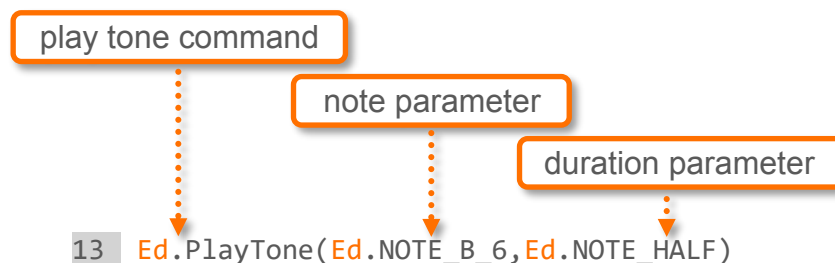 play tone command
note parameter
duration parameter
13 Ed.PlayTone(Ed.NOTE_B_6,Ed.NOTE_HALF)